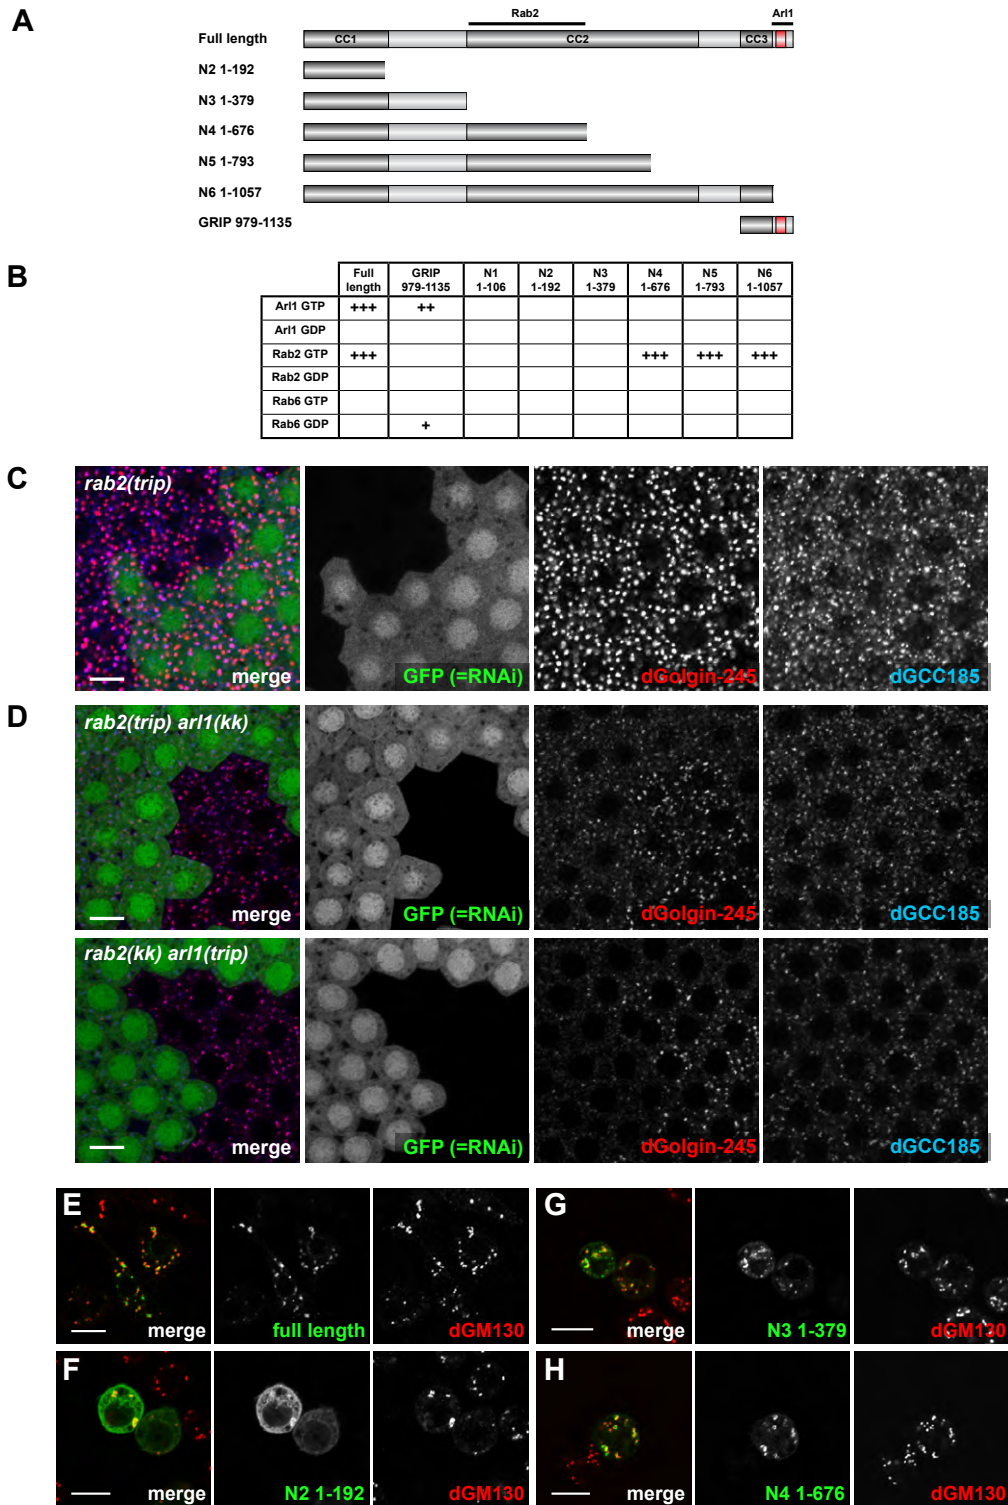 A
Rab2
Arl1
Full length
CC1
CC2
CC3
N2 1-192
N3 1-379
N4 1-676
N5 1-793
N6 1-1057
GRIP 979-1135
B
Full length GRIP 979-1135 N1 1-106 N2 1-192 N3 1-379 N4 1-676 N5 1-793 N6 1-1057
Arl1 GTP +++ ++
Arl1 GDP
Rab2 GTP +++ +++ +++ +++
Rab2 GDP
Rab6 GTP
Rab6 GDP +
C
rab2(trip)
merge
GFP (=RNAi)
dGolgin-245
dGCC185
D
rab2(trip) arl1(kk)
merge
GFP (=RNAi)
dGolgin-245
dGCC185
rab2(kk) arl1(trip)
merge
GFP (=RNAi)
dGolgin-245
dGCC185
E
merge
full length
dGM130
G
merge
N3 1-379
dGM130
F
merge
N2 1-192
dGM130
H
merge
N4 1-676
dGM130